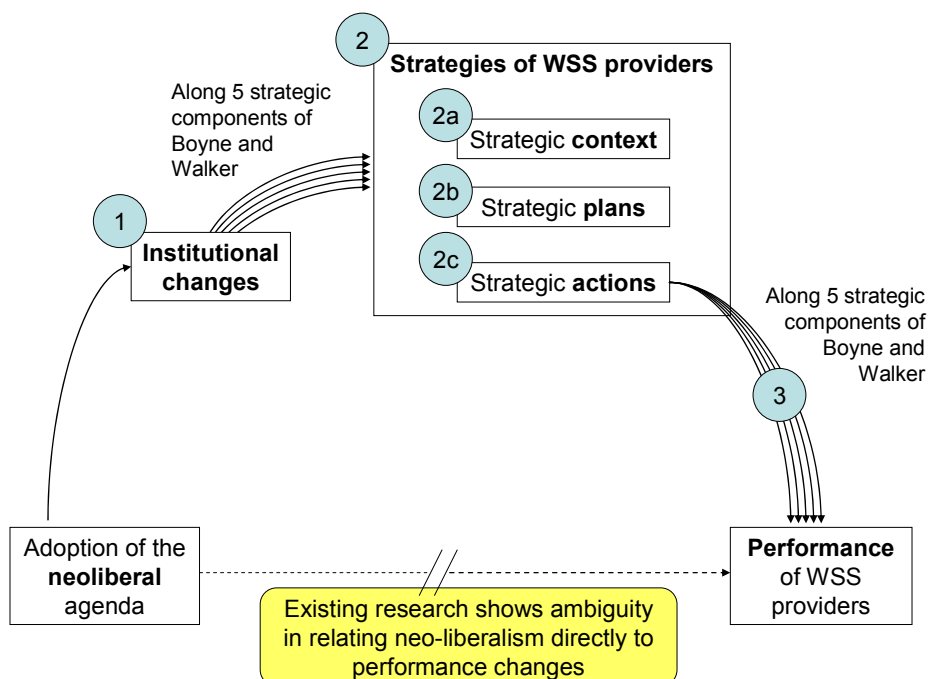 2
Strategies of WSS providers
Along 5 strategic
components of
Boyne and
Walker
2a
Strategic context
2b
Strategic plans
2c
Strategic actions
1
Institutional
changes
Along 5 strategic
components of
Boyne and
Walker
3
Adoption of the
neoliberal
agenda
Performance
of WSS
providers
Existing research shows ambiguity
in relating neo-liberalism directly to
performance changes